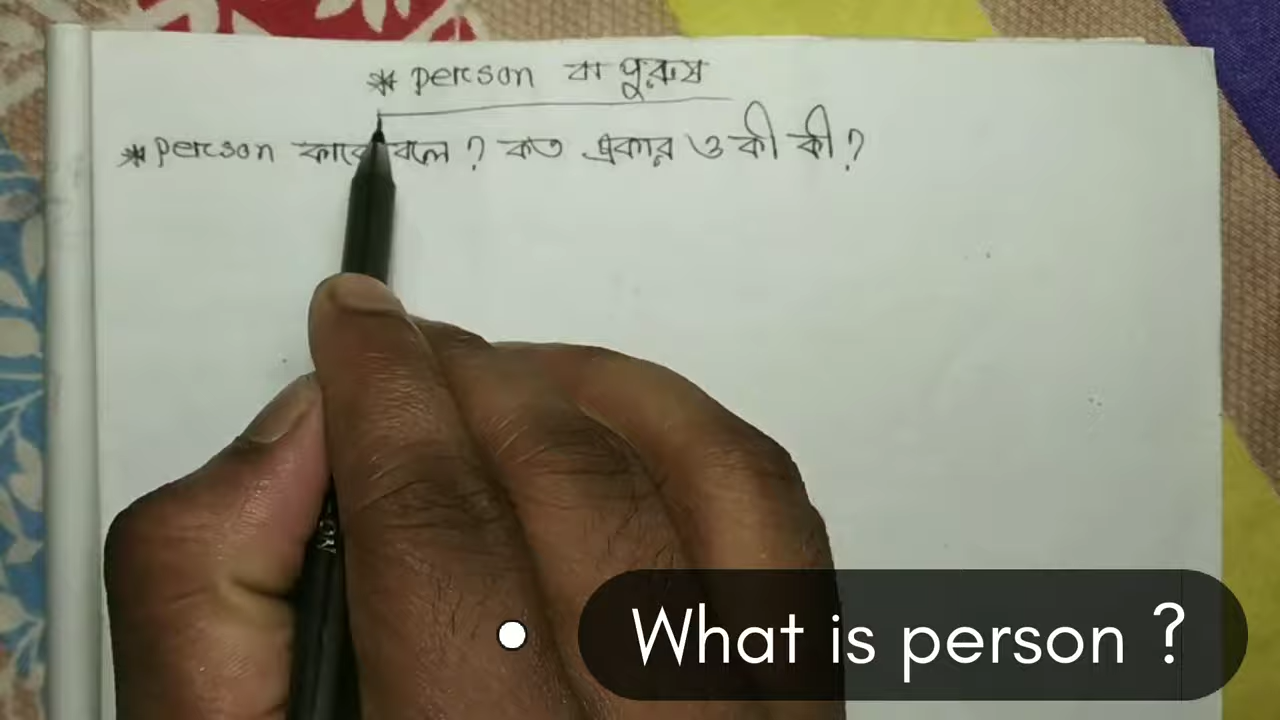 * person বা পুরুষ
* person কাকে বলে ? কত প্রকার ও কী কী ?
What is person ?